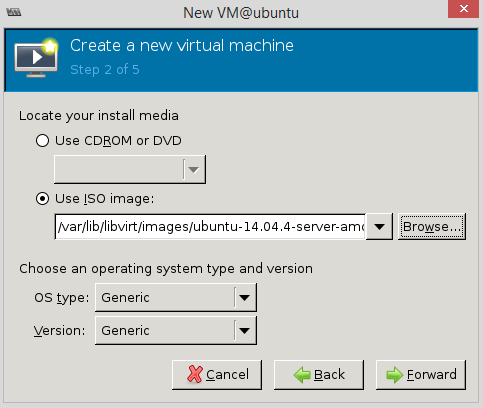 New VM@ubuntu
Create a new virtual machine
Step 2 of 5
Locate your install media
Use CDROM or DVD
Use ISO image:
/var/lib/libvirt/images/ubuntu-14.04.4-server-amd Browse...
Choose an operating system type and version
OS type: Generic
Version: Generic
Cancel Back Forward